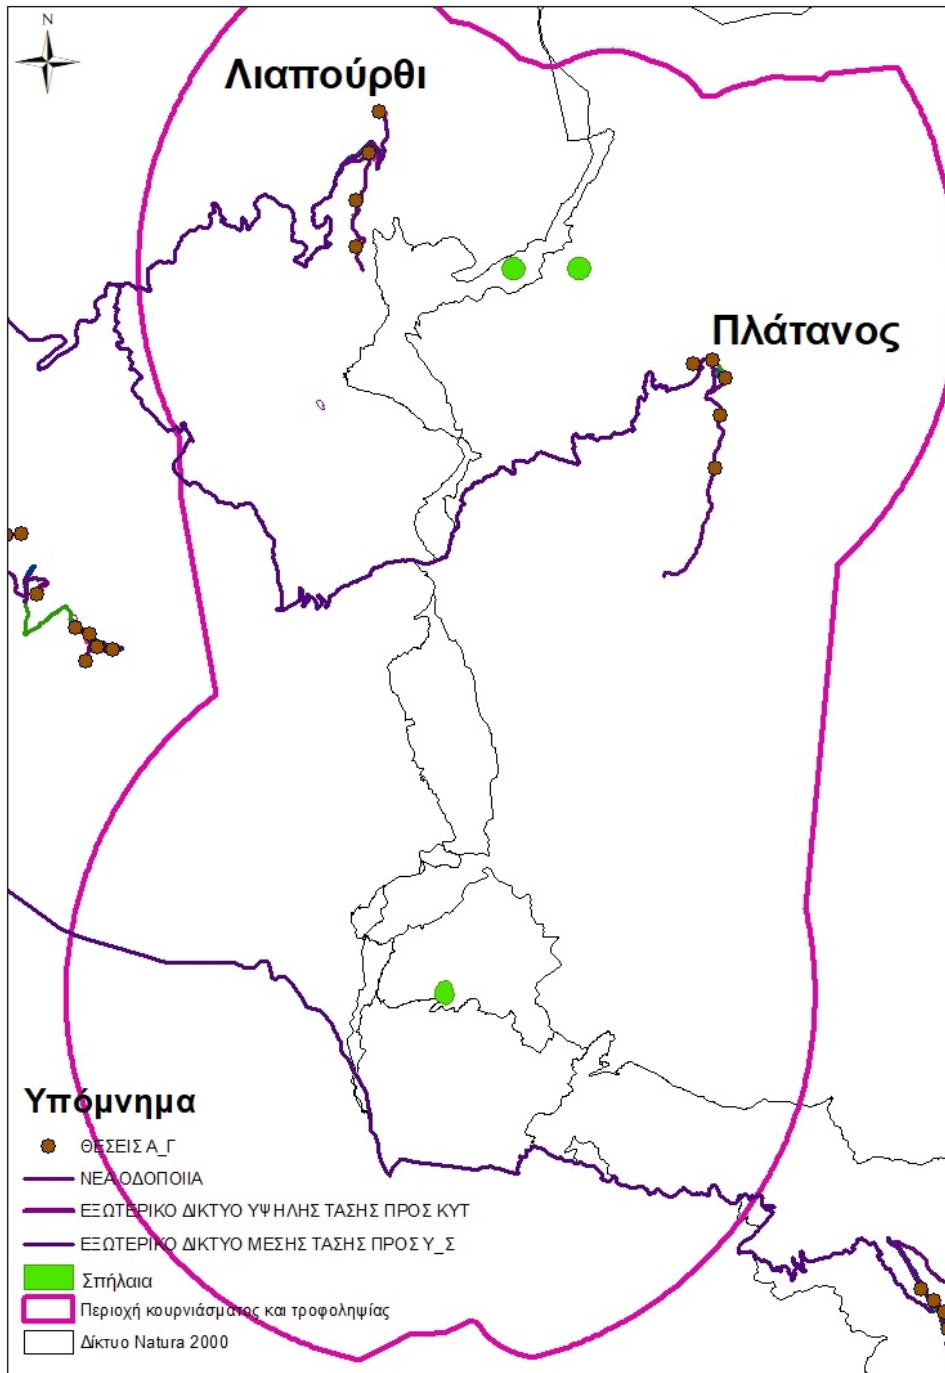 N
Λιαπούρθι
Πλάτανος
Υπόμνημα
ΘΕΣΕΙΣ Α_Γ
ΝΕΑ ΟΔΟΠΟΙΙΑ
ΕΞΩΤΕΡΙΚΟ ΔΙΚΤΥΟ ΥΨΗΛΗΣ ΤΑΣΗΣ ΠΡΟΣ ΚΥΤ
ΕΞΩΤΕΡΙΚΟ ΔΙΚΤΥΟ ΜΕΣΗΣ ΤΑΣΗΣ ΠΡΟΣ Υ_Σ
Σπήλαια
Περιοχή κουρνιάσματος και τροφοληψίας
Δίκτυο Natura 2000